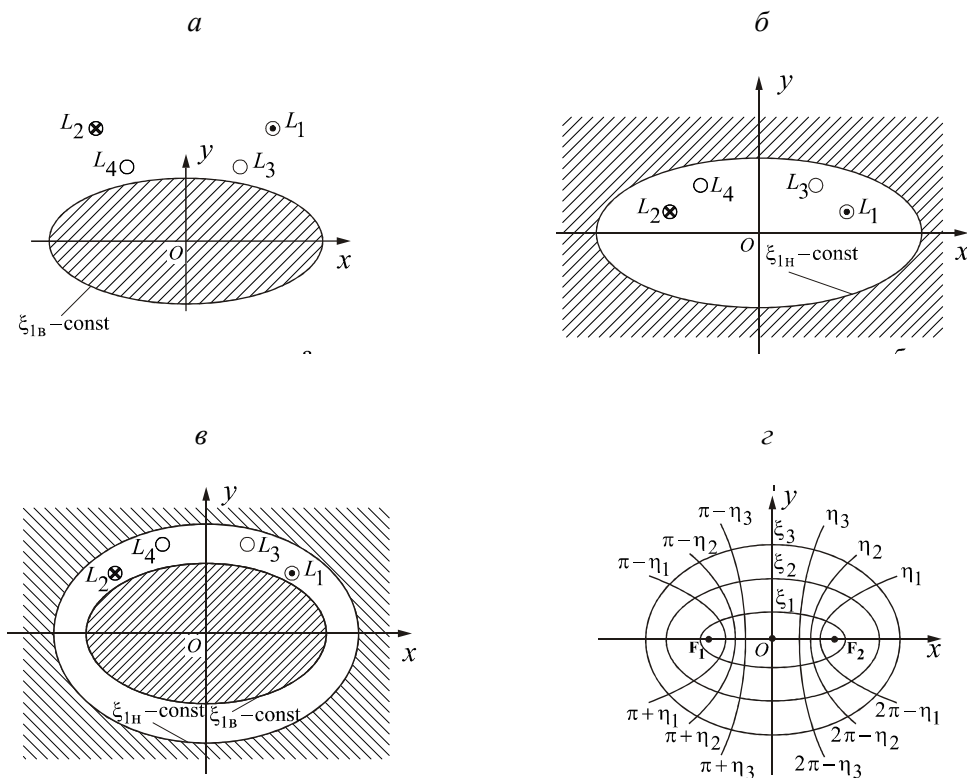 а
б
L₂ L₁
L₄ y L₃
O x
ξ₁в – const
y
L₄ L₃
L₂ L₁
O x
ξ₁н – const
в
г
y
L₄ L₃
L₂ L₁
O x
ξ₁н – const ξ₁в – const
y
π – η₃ ξ₃ η₃
π – η₂ ξ₂ η₂
π – η₁ ξ₁ η₁
F₁ O F₂ x
π + η₁ 2π – η₁
π + η₂ 2π – η₂
π + η₃ 2π – η₃